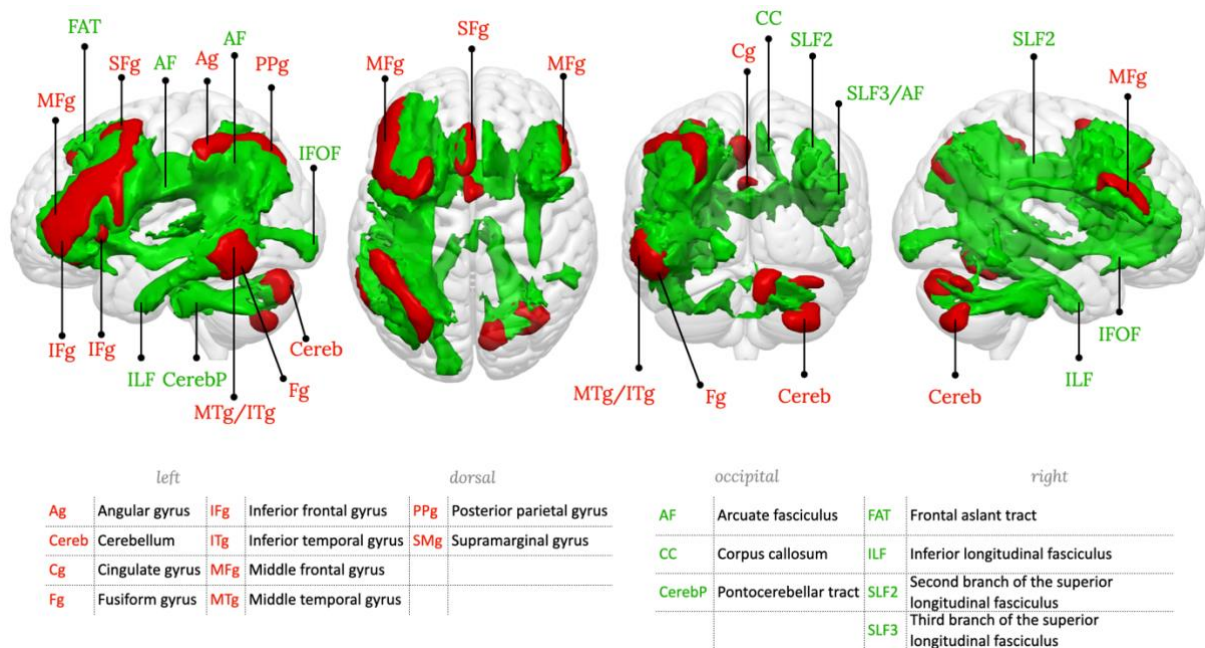 FAT SFg AF Ag AF PPg
MFg
IFOF
IFg IFg ILF CerebP Cereb
Fg
MTg/ITg
SFg
MFg MFg
CC
Cg SLF2
SLF3/AF
MTg/ITg Fg Cereb
SLF2
MFg
IFOF
ILF
Cereb
left dorsal occipital right
Ag Angular gyrus IFg Inferior frontal gyrus PPg Posterior parietal gyrus
Cereb Cerebellum ITg Inferior temporal gyrus SMg Supramarginal gyrus
Cg Cingulate gyrus MFg Middle frontal gyrus
Fg Fusiform gyrus MTg Middle temporal gyrus
AF Arcuate fasciculus FAT Frontal aslant tract
CC Corpus callosum ILF Inferior longitudinal fasciculus
CerebP Pontocerebellar tract SLF2 Second branch of the superior
longitudinal fasciculus
SLF3 Third branch of the superior
longitudinal fasciculus